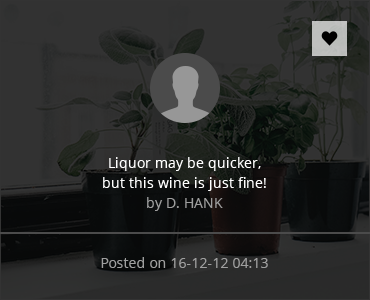 Liquor may be quicker,
but this wine is just fine!
by D. HANK
Posted on 16-12-12 04:13